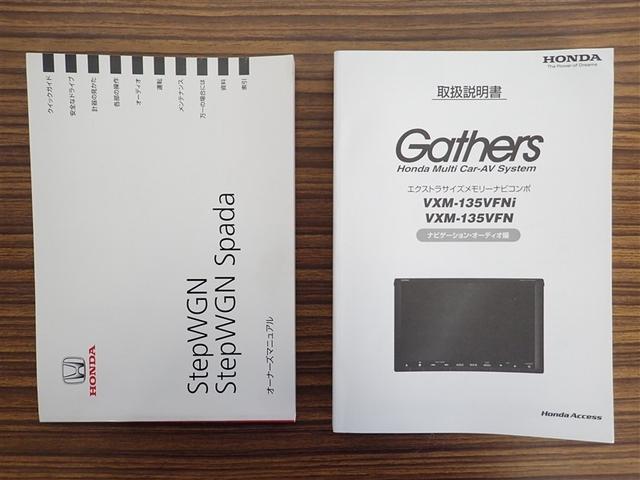 クイックガイド
安全なドライブ
計器の見かた
各部の操作
オーディオ
運転
メンテナンス
万一の場合には
資料
索引
StepWGN
StepWGN Spada
オーナーズマニュアル
HONDA
HONDA
The Power of Dreams
取扱説明書
Gathers
Honda Multi Car-AV System
エクストラサイズメモリーナビコンポ
VXM-135VFNi
VXM-135VFN
ナビゲーション・オーディオ編
Honda Access